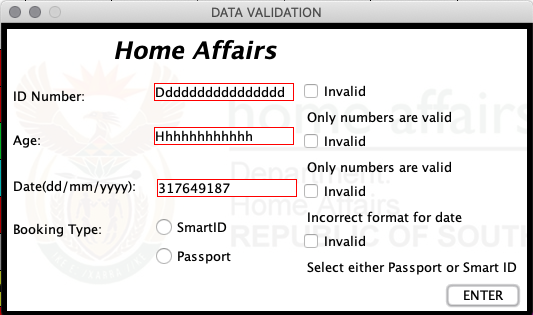 DATA VALIDATION
Home Affairs
ID Number:
Ddddddddddddddd
Invalid
Only numbers are valid
Age:
Hhhhhhhhhhhh
Invalid
Only numbers are valid
Date(dd/mm/yyyy):
317649187
Invalid
Incorrect format for date
Booking Type:
SmartID
Invalid
Passport
Select either Passport or Smart ID
ENTER
home affairs
Department:
Home Affairs
REPUBLIC OF SOUT